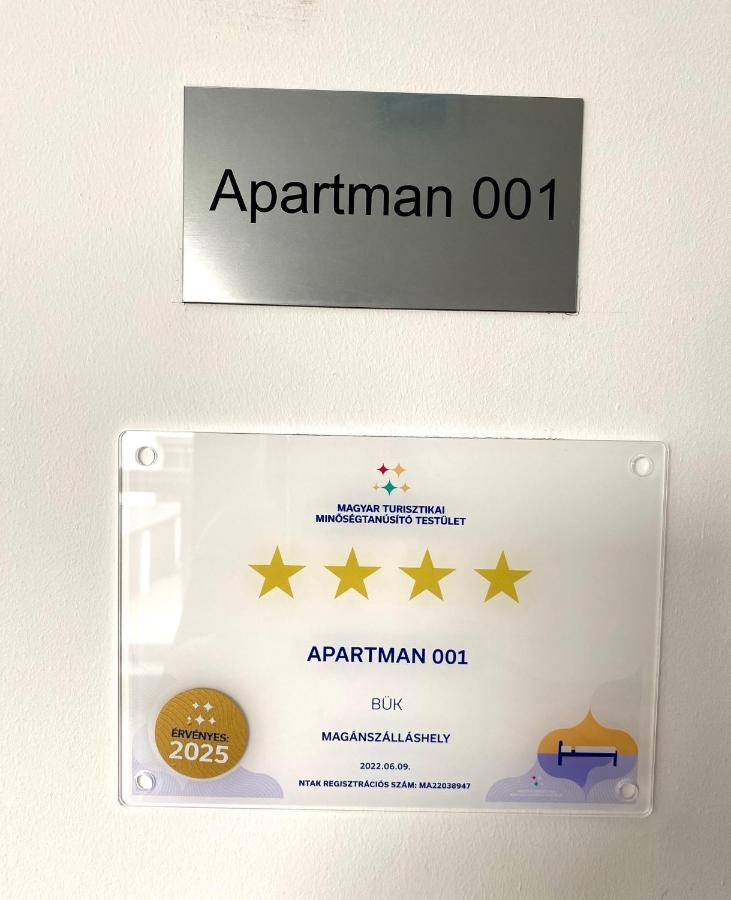 Apartman 001
MAGYAR TURISZTIKAI
MINŐSÉGTANÚSÍTÓ TESTÜLET
APARTMAN 001
BÜK
MAGÁNSZÁLLÁSHELY
2022.06.09.
NTAK REGISZTRÁCIÓS SZÁM: MA22038947
ÉRVÉNYES:
2025